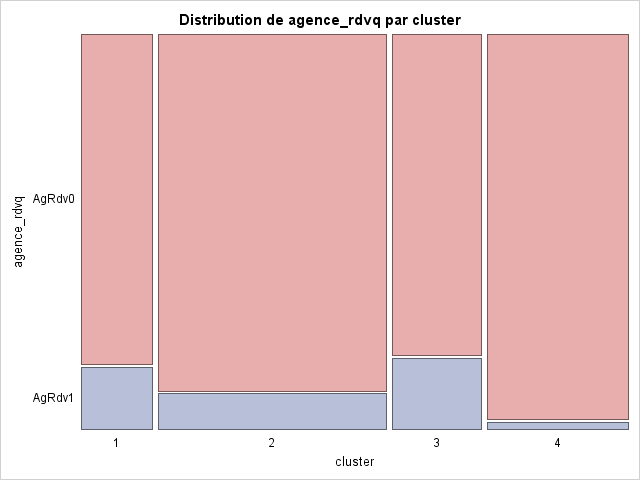 Distribution de agence_rdvq par cluster
agence_rdvq
AgRdv0
AgRdv1
1 2 3 4
cluster